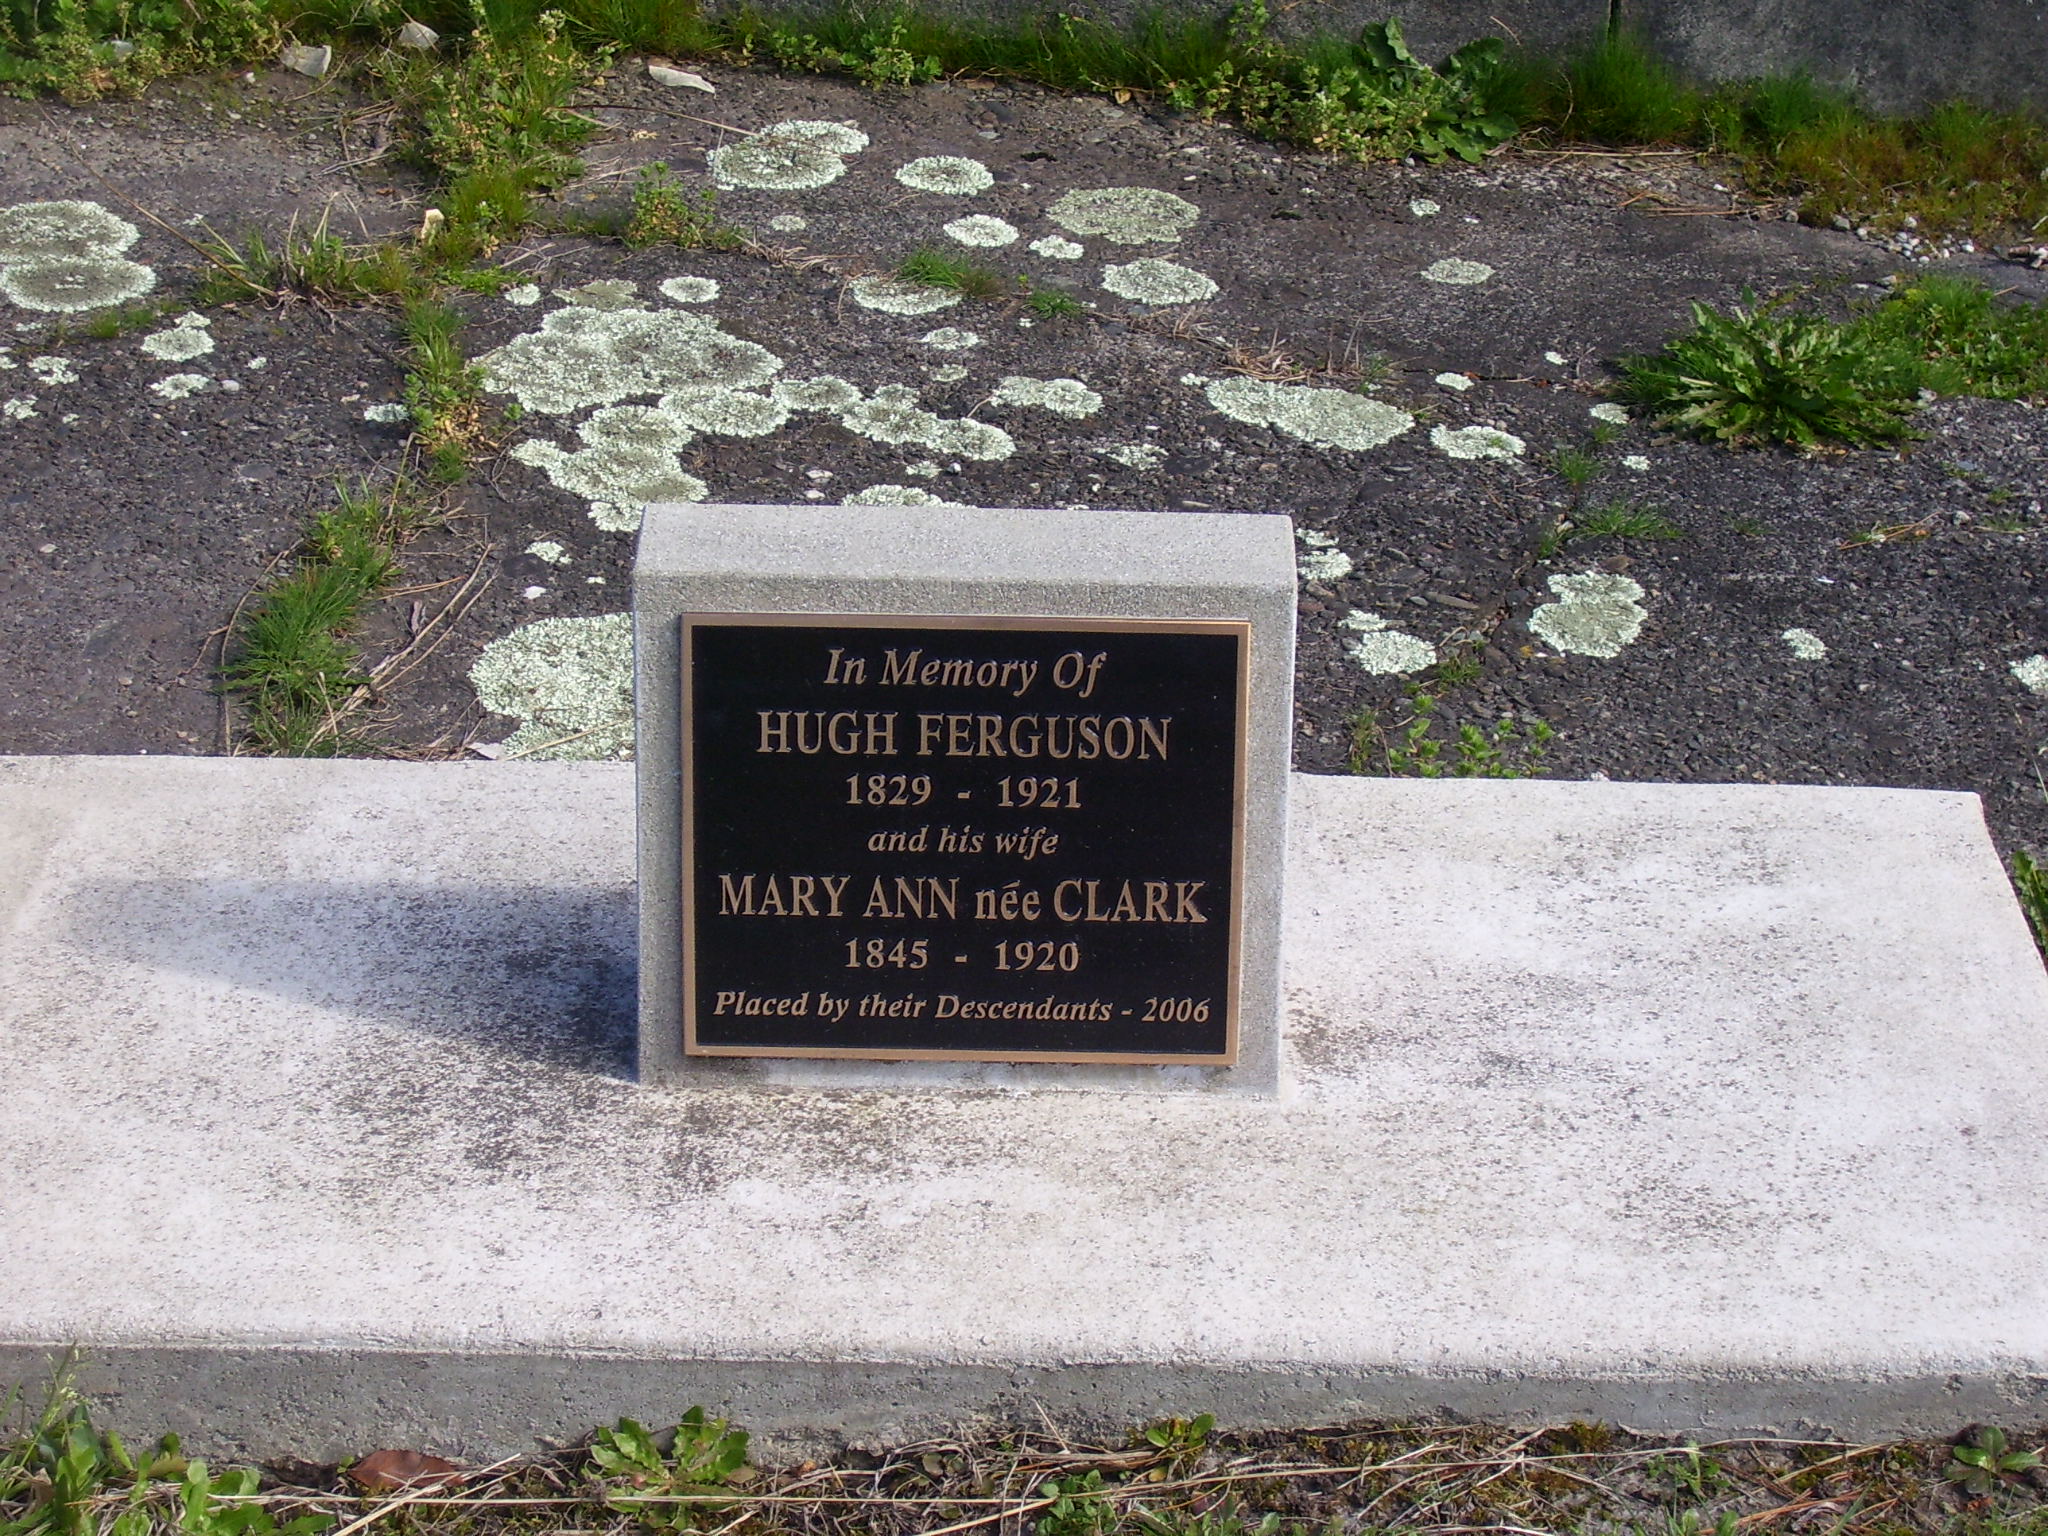 In Memory Of
HUGH FERGUSON
1829 - 1921
and his wife
MARY ANN née CLARK
1845 - 1920
Placed by their Descendants - 2006